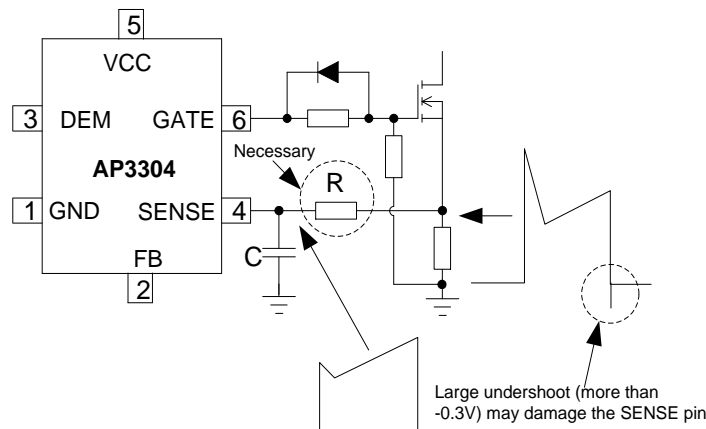 5
VCC
3 DEM GATE 6
Necessary
AP3304
R
1 GND SENSE 4
C
FB
2
Large undershoot (more than
-0.3V) may damage the SENSE pin